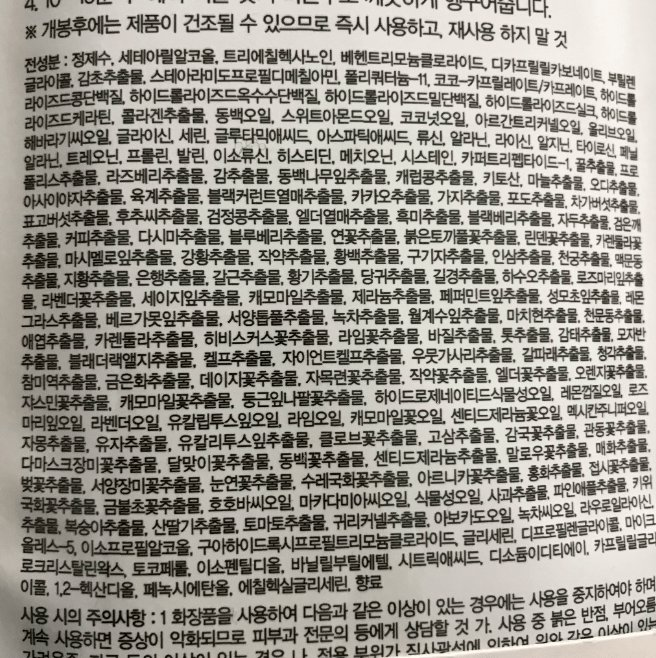 4. 10~15분
※ 개봉후에는 제품이 건조될 수 있으므로 즉시 사용하고, 재사용 하지 말 것
전성분 : 정제수, 세테아릴알코올, 트리에칠헥사노인, 베헨트리모늄클로라이드, 디카프릴릴카보네이트, 부틸렌
글라이콜, 감초추출물, 스테아라미도프로필디메칠아민, 폴리쿼터늄-11, 코코-카프릴레이트/카프레이트, 하이드롤
라이즈드콩단백질, 하이드롤라이즈드옥수수단백질, 하이드롤라이즈드밀단백질, 하이드롤라이즈드실크, 하이드롤
라이즈드케라틴, 콜라겐추출물, 동백오일, 스위트아몬드오일, 코코넛오일, 아르간트리커넬오일, 올리브오일,
해바라기씨오일, 글라이신, 세린, 글루타믹애씨드, 아스파틱애씨드, 류신, 알라닌, 라이신, 알지닌, 타이로신, 페닐
알라닌, 트레오닌, 프롤린, 발린, 이소류신, 히스티딘, 메치오닌, 시스테인, 카퍼트리펩타이드-1, 꿀추출물, 프로
폴리스추출물, 라즈베리추출물, 감추출물, 동백나무잎추출물, 캐럽콩추출물, 키토산, 마늘추출물, 오디추출물,
아사이야자추출물, 육계추출물, 블랙커런트열매추출물, 카카오추출물, 가지추출물, 포도추출물, 차가버섯추출물,
표고버섯추출물, 후추씨추출물, 검정콩추출물, 엘더열매추출물, 흑미추출물, 블랙베리추출물, 자두추출물, 검은깨
추출물, 커피추출물, 다시마추출물, 블루베리추출물, 연꽃추출물, 붉은토끼풀꽃추출물, 린덴꽃추출물, 카렌둘라꽃
추출물, 마시멜로잎추출물, 강황추출물, 작약추출물, 황백추출물, 구기자추출물, 인삼추출물, 천궁추출물, 맥문동
추출물, 지황추출물, 은행추출물, 갈근추출물, 황기추출물, 당귀추출물, 길경추출물, 하수오추출물, 로즈마리잎추출
물, 라벤더꽃추출물, 세이지잎추출물, 캐모마일추출물, 제라늄추출물, 페퍼민트잎추출물, 성모초잎추출물, 레몬
그라스추출물, 베르가못잎추출물, 서양톱풀추출물, 녹차추출물, 월계수잎추출물, 마치현추출물, 천문동추출물,
애엽추출물, 카렌둘라추출물, 히비스커스꽃추출물, 라임꽃추출물, 바질추출물, 톳추출물, 감태추출물, 모자반
추출물, 블래더랙앨지추출물, 켈프추출물, 자이언트켈프추출물, 우뭇가사리추출물, 갈파래추출물, 청각추출물,
참미역추출물, 금은화추출물, 데이지꽃추출물, 자목련꽃추출물, 작약꽃추출물, 엘더꽃추출물, 오렌지꽃추출물,
자스민꽃추출물, 캐모마일꽃추출물, 둥근잎나팔꽃추출물, 하이드로제네이티드식물성오일, 레몬껍질오일, 로즈
마리잎오일, 라벤더오일, 유칼립투스잎오일, 라임오일, 캐모마일꽃오일, 센티드제라늄꽃오일, 멕시칸주니퍼오일,
자몽추출물, 유자추출물, 유칼리투스잎추출물, 클로브꽃추출물, 고삼추출물, 감국꽃추출물, 관동꽃추출물,
다마스크장미꽃추출물, 달맞이꽃추출물, 동백꽃추출물, 센티드제라늄추출물, 말로우꽃추출물, 매화추출물,
벚꽃추출물, 서양장미꽃추출물, 눈연꽃추출물, 수레국화꽃추출물, 아르니카꽃추출물, 홍화추출물, 접시꽃추출물,
국화꽃추출물, 금불초꽃추출물, 호호바씨오일, 마카다미아씨오일, 식물성오일, 사과추출물, 파인애플추출물, 키위
추출물, 복숭아추출물, 산딸기추출물, 토마토추출물, 귀리커넬추출물, 아보카도오일, 녹차씨오일, 라우로일라이신,
올레스-5, 이소프로필알코올, 구아하이드록시프로필트리모늄클로라이드, 글리세린, 디프로필렌글라이콜, 마이크
로크리스탈린왁스, 토코페롤, 이소펜틸디올, 바닐릴부틸에텔, 시트릭애씨드, 디소듐이디티에이, 카프릴릴글라
이콜, 1,2-헥산디올, 페녹시에탄올, 에칠헥실글리세린, 향료
사용 시의 주의사항 : 1 화장품을 사용하여 다음과 같은 이상이 있는 경우에는 사용을 중지하여야 하며
계속 사용하면 증상이 악화되므로 피부과 전문의 등에게 상담할 것 가. 사용 중 붉은 반점, 부어오름
이상이 있는 경우 나. 적용 부위가 직사광선에 의하여 위와 같은 이상이 있는